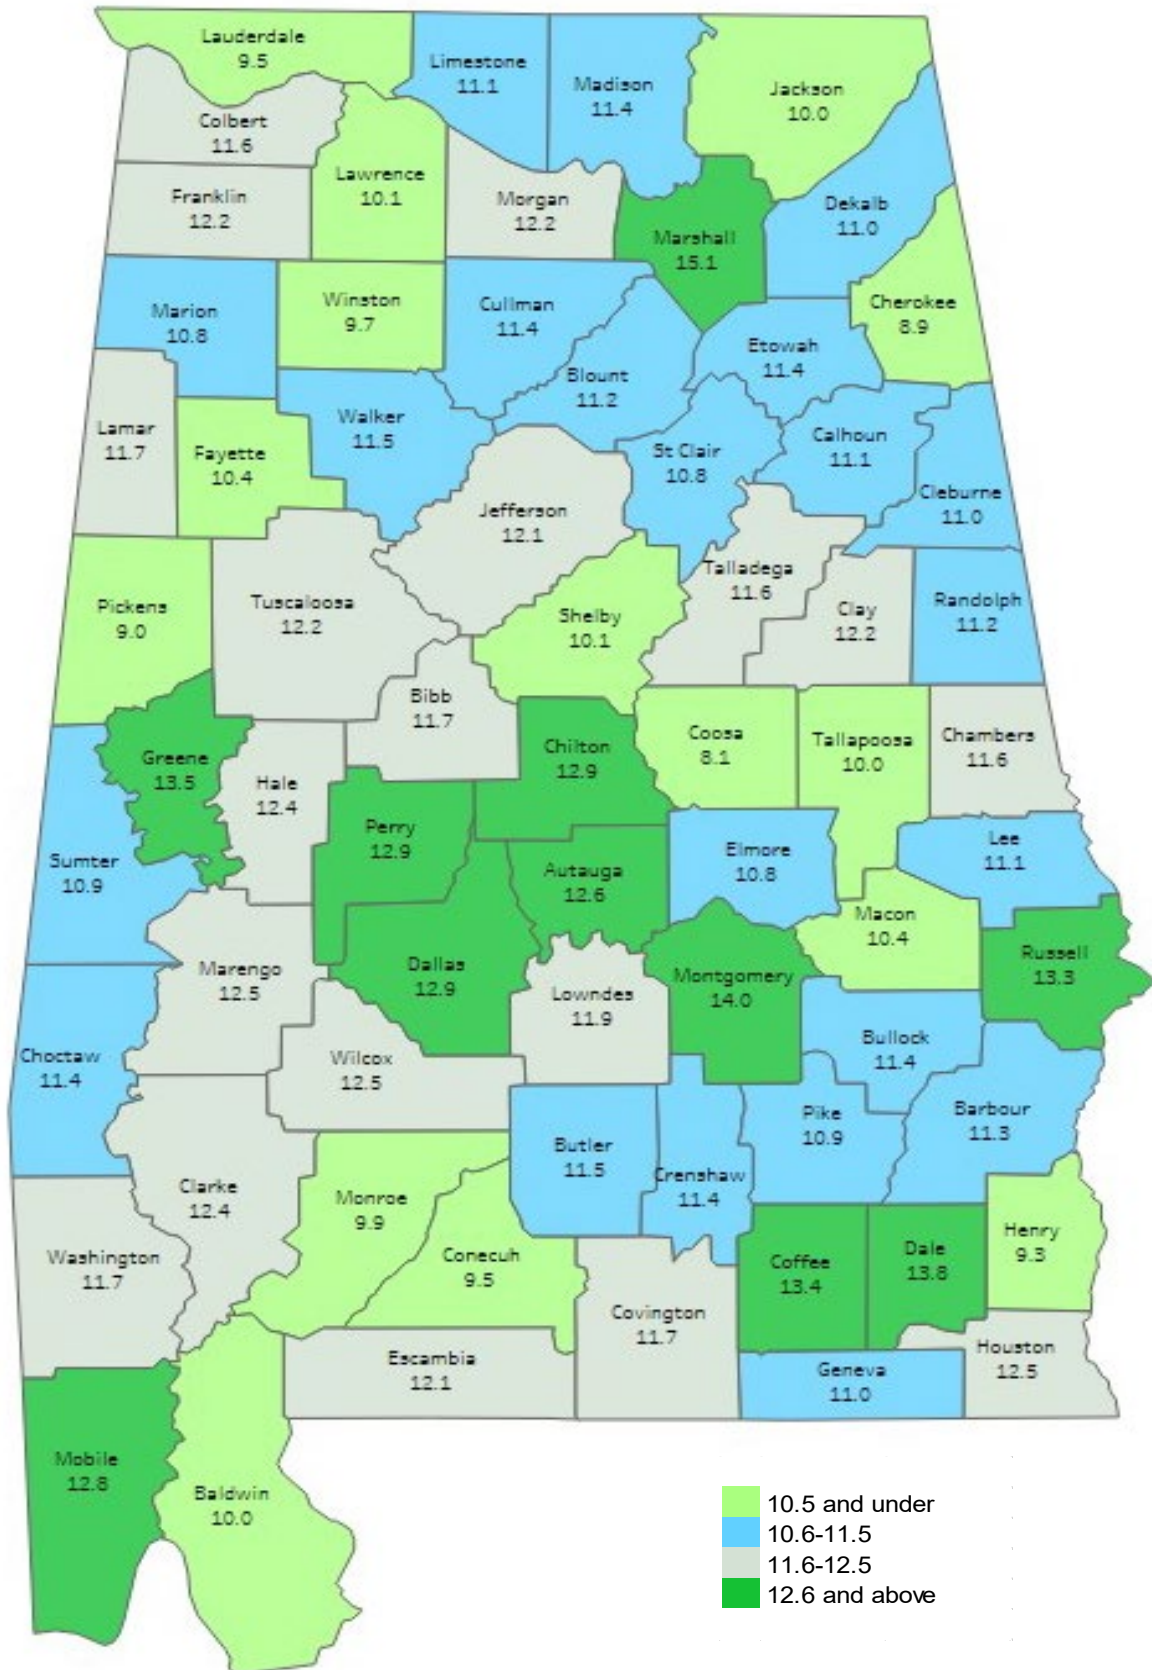 Lauderdale
9.5
Limestone
11.1
Madison
11.4
Jackson
10.0
Colbert
11.6
Lawrence
10.1
Franklin
12.2
Morgan
12.2
Marshall
15.1
Dekalb
11.0
Cherokee
8.9
Marion
10.8
Winston
9.7
Cullman
11.4
Etowah
11.4
Blount
11.2
Lamar
11.7
Fayette
10.4
Walker
11.5
St Clair
10.8
Calhoun
11.1
Cleburne
11.0
Jefferson
12.1
Talladega
11.6
Pickens
9.0
Tuscaloosa
12.2
Shelby
10.1
Clay
12.2
Randolph
11.2
Bibb
11.7
Greene
13.5
Hale
12.4
Chilton
12.9
Coosa
8.1
Tallapoosa
10.0
Chambers
11.6
Perry
12.9
Sumter
10.9
Autauga
12.6
Elmore
10.8
Lee
11.1
Macon
10.4
Russell
13.3
Marengo
12.5
Dallas
12.9
Lowndes
11.9
Montgomery
14.0
Choctaw
11.4
Wilcox
12.5
Bullock
11.4
Pike
10.9
Barbour
11.3
Butler
11.5
Crenshaw
11.4
Clarke
12.4
Monroe
9.9
Conecuh
9.5
Washington
11.7
Coffee
13.4
Dale
13.8
Henry
9.3
Covington
11.7
Escambia
12.1
Geneva
11.0
Houston
12.5
Mobile
12.8
Baldwin
10.0
10.5 and under
10.6-11.5
11.6-12.5
12.6 and above